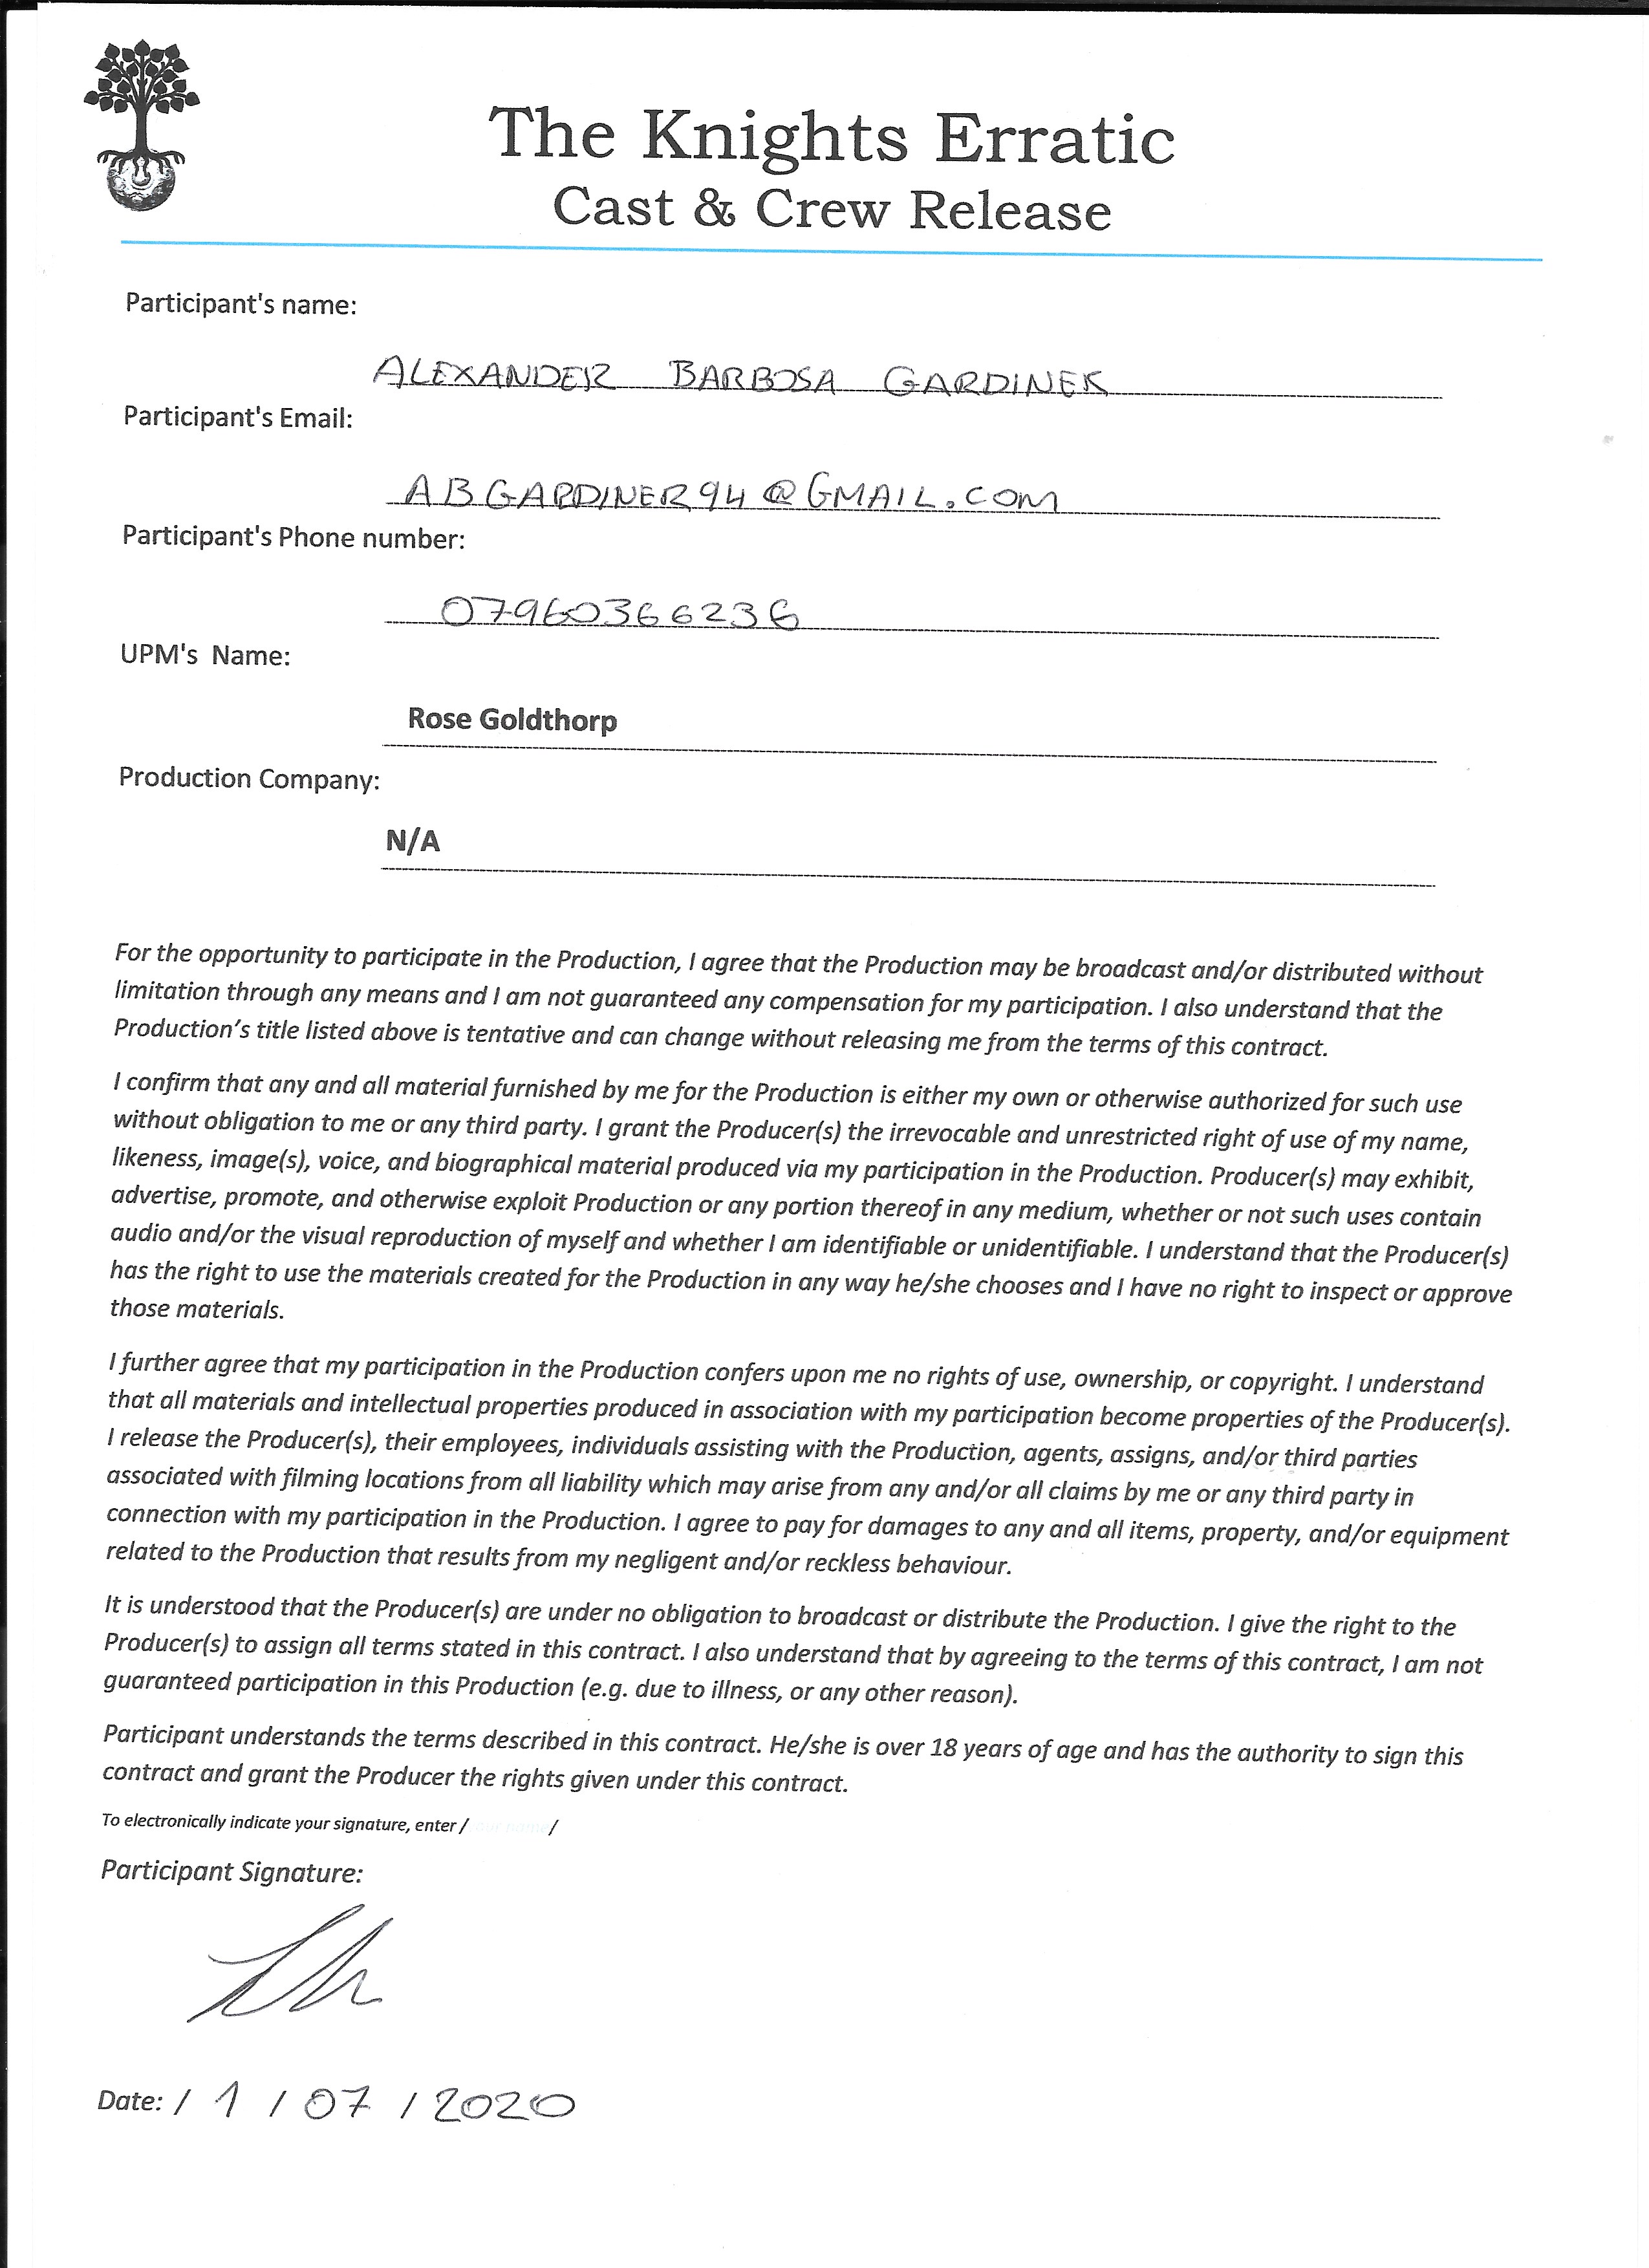 The Knights Erratic
Cast & Crew Release
Participant's name:
ALEXANDER BARBOSA GARDINER
Participant's Email:
ABGARDINER94@GMAIL.COM
Participant's Phone number:
07960366236
UPM's Name:
Rose Goldthorp
Production Company:
N/A
For the opportunity to participate in the Production, I agree that the Production may be broadcast and/or distributed without
limitation through any means and I am not guaranteed any compensation for my participation. I also understand that the
Production's title listed above is tentative and can change without releasing me from the terms of this contract.
I confirm that any and all material furnished by me for the Production is either my own or otherwise authorized for such use
without obligation to me or any third party. I grant the Producer(s) the irrevocable and unrestricted right of use of my name,
likeness, image(s), voice, and biographical material produced via my participation in the Production. Producer(s) may exhibit,
advertise, promote, and otherwise exploit Production or any portion thereof in any medium, whether or not such uses contain
audio and/or the visual reproduction of myself and whether I am identifiable or unidentifiable. I understand that the Producer(s)
has the right to use the materials created for the Production in any way he/she chooses and I have no right to inspect or approve
those materials.
I further agree that my participation in the Production confers upon me no rights of use, ownership, or copyright. I understand
that all materials and intellectual properties produced in association with my participation become properties of the Producer(s).
I release the Producer(s), their employees, individuals assisting with the Production, agents, assigns, and/or third parties
associated with filming locations from all liability which may arise from any and/or all claims by me or any third party in
connection with my participation in the Production. I agree to pay for damages to any and all items, property, and/or equipment
related to the Production that results from my negligent and/or reckless behaviour.
It is understood that the Producer(s) are under no obligation to broadcast or distribute the Production. I give the right to the
Producer(s) to assign all terms stated in this contract. I also understand that by agreeing to the terms of this contract, I am not
guaranteed participation in this Production (e.g. due to illness, or any other reason).
Participant understands the terms described in this contract. He/she is over 18 years of age and has the authority to sign this
contract and grant the Producer the rights given under this contract.
To electronically indicate your signature, enter / /
Participant Signature:
Date: / 1 / 07 / 2020